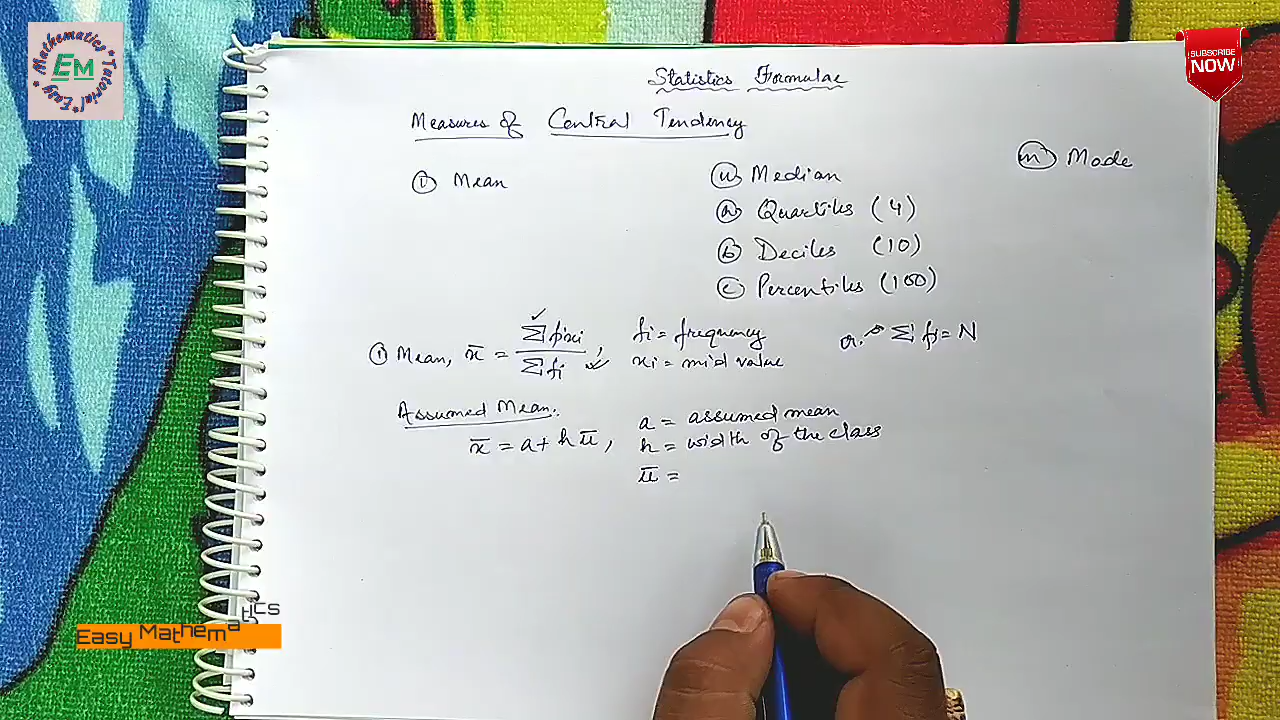 Mathematics Tutorial Easy
EM
SUBSCRIBE
NOW
Statistics Formulae
Measures of Central Tendency
(i) Mean
(ii) Median
(iii) Mode
(a) Quartiles (4)
(b) Deciles (10)
(c) Percentiles (100)
(i) Mean, x̄ = Σfixi / Σfi , fi = frequency or Σfi = N
xi = mid value
Assumed Mean.
x̄ = a + h ū , a = assumed mean
h = width of the class
ū =
Easy Mathematics